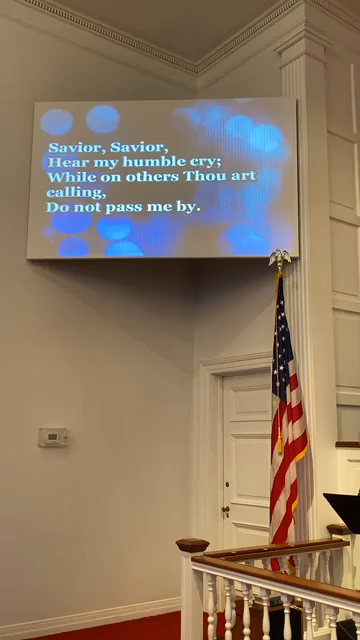 Savior, Savior,
Hear my humble cry;
While on others Thou art
calling,
Do not pass me by.